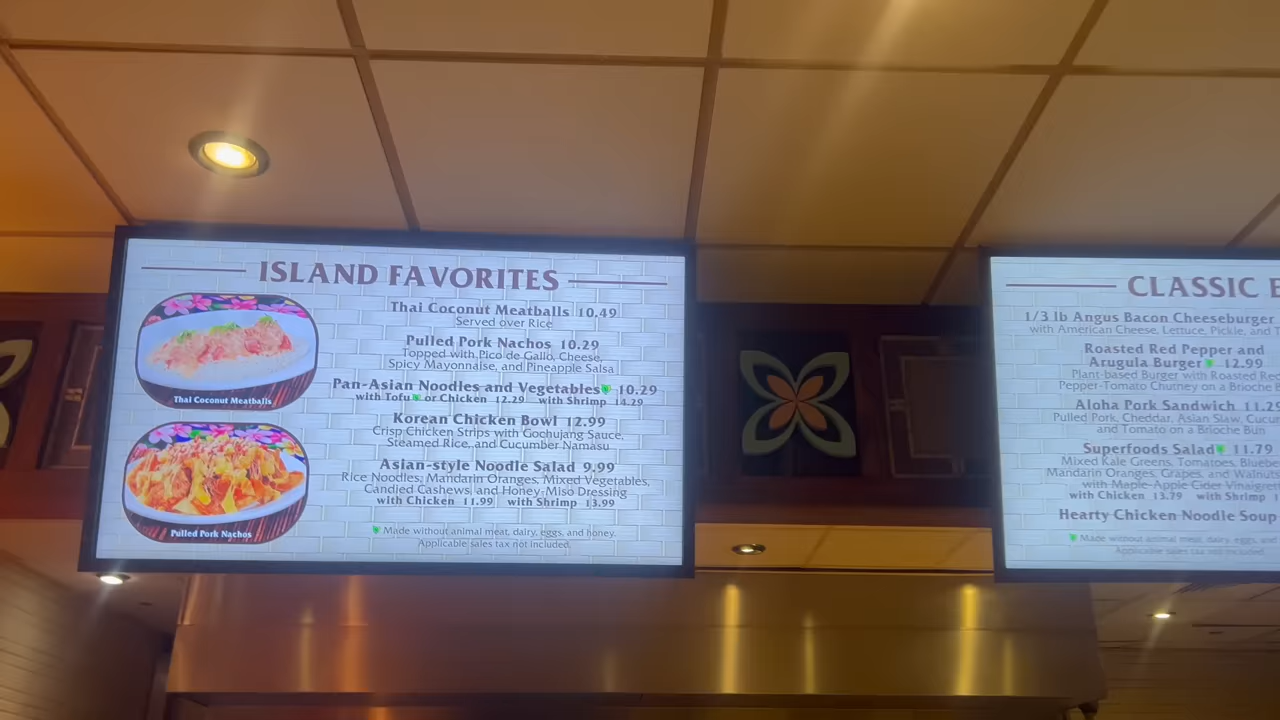 ISLAND FAVORITES
Thai Coconut Meatballs 10.49
Served over Rice
Pulled Pork Nachos 10.29
Topped with Pico de Gallo, Cheese,
Spicy Mayonnaise, and Pineapple Salsa
Pan-Asian Noodles and Vegetables 10.29
with Tofu or Chicken 12.29 with Shrimp 14.29
Korean Chicken Bowl 12.99
Crisp Chicken Strips with Gochujang Sauce,
Steamed Rice, and Cucumber Namasu
Asian-style Noodle Salad 9.99
Rice Noodles, Mandarin Oranges, Mixed Vegetables,
Candied Cashews, and Honey-Miso Dressing
with Chicken 11.99 with Shrimp 13.99
Made without animal meat, dairy, eggs, and honey.
Applicable sales tax not included.
Thai Coconut Meatballs
Pulled Pork Nachos
CLASSIC
1/3 lb Angus Bacon Cheeseburger
with American Cheese, Lettuce, Pickle, and
Roasted Red Pepper and
Arugula Burger 12.99
Plant-based Burger with Roasted Red
Pepper-Tomato Chutney on a Brioche
Aloha Pork Sandwich 11.29
Pulled Pork, Cheddar, Asian Slaw,
and Tomato on a Brioche Bun
Superfoods Salad 11.79
Mixed Kale Greens, Tomatoes,
Mandarin Oranges, Grapes, and
with Maple-Apple Cider
with Chicken 13.79 with Shrimp
Hearty Chicken Noodle Soup
Made without animal meat, dairy, eggs, and
Applicable sales tax not included.